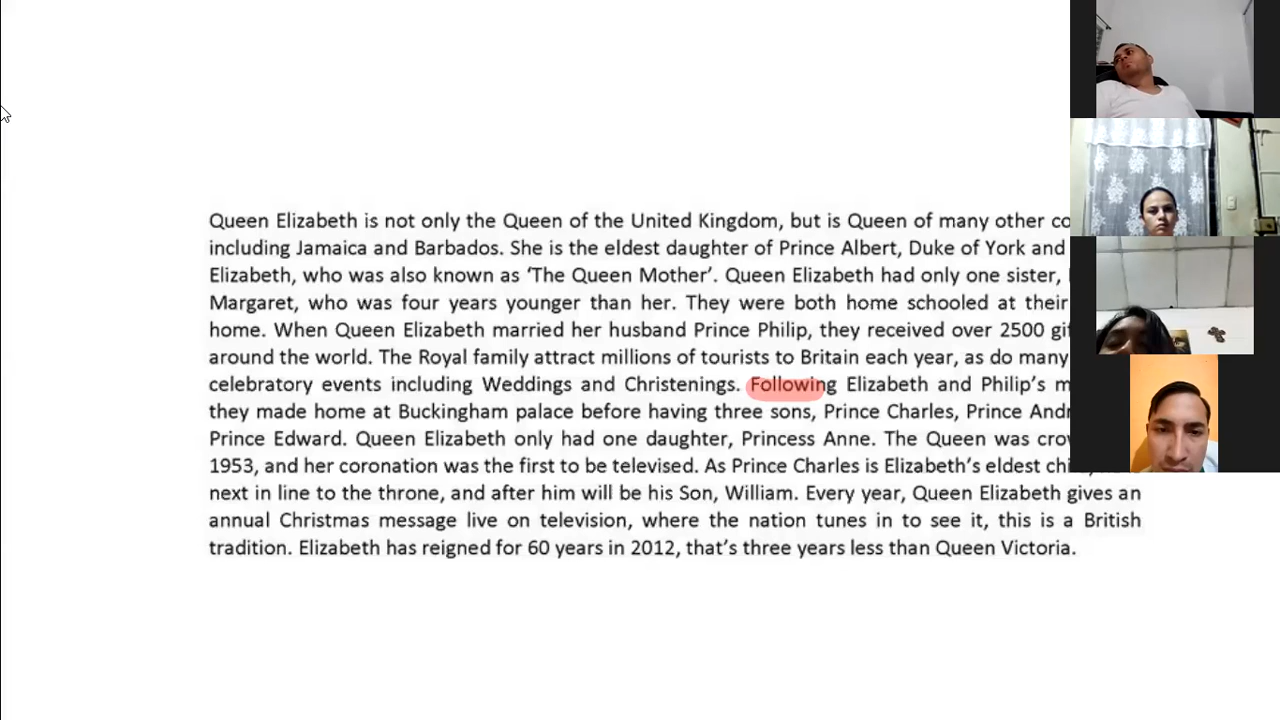 Queen Elizabeth is not only the Queen of the United Kingdom, but is Queen of many other
including Jamaica and Barbados. She is the eldest daughter of Prince Albert, Duke of York and
Elizabeth, who was also known as ‘The Queen Mother’. Queen Elizabeth had only one sister,
Margaret, who was four years younger than her. They were both home schooled at their
home. When Queen Elizabeth married her husband Prince Philip, they received over 2500
around the world. The Royal family attract millions of tourists to Britain each year, as do many
celebratory events including Weddings and Christenings. Following Elizabeth and Philip’s
they made home at Buckingham palace before having three sons, Prince Charles, Prince
Prince Edward. Queen Elizabeth only had one daughter, Princess Anne. The Queen was
1953, and her coronation was the first to be televised. As Prince Charles is Elizabeth’s eldest
next in line to the throne, and after him will be his Son, William. Every year, Queen Elizabeth gives an
annual Christmas message live on television, where the nation tunes in to see it, this is a British
tradition. Elizabeth has reigned for 60 years in 2012, that’s three years less than Queen Victoria.